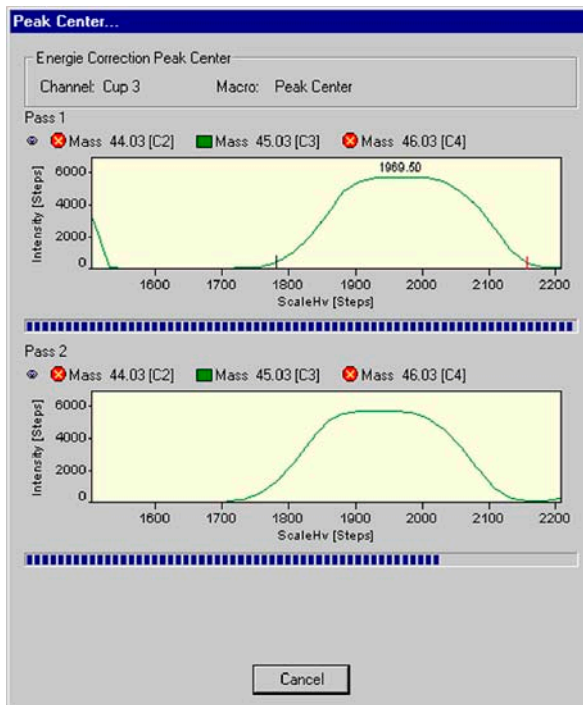 Peak Center...
Energie Correction Peak Center
Channel: Cup 3 Macro: Peak Center
Pass 1
Mass 44.03 [C2] Mass 45.03 [C3] Mass 46.03 [C4]
1969.50
6000
4000
2000
0
Intensity [Steps]
1600 1700 1800 1900 2000 2100 2200
ScaleHv [Steps]
Pass 2
Mass 44.03 [C2] Mass 45.03 [C3] Mass 46.03 [C4]
6000
4000
2000
0
Intensity [Steps]
1600 1700 1800 1900 2000 2100 2200
ScaleHv [Steps]
Cancel